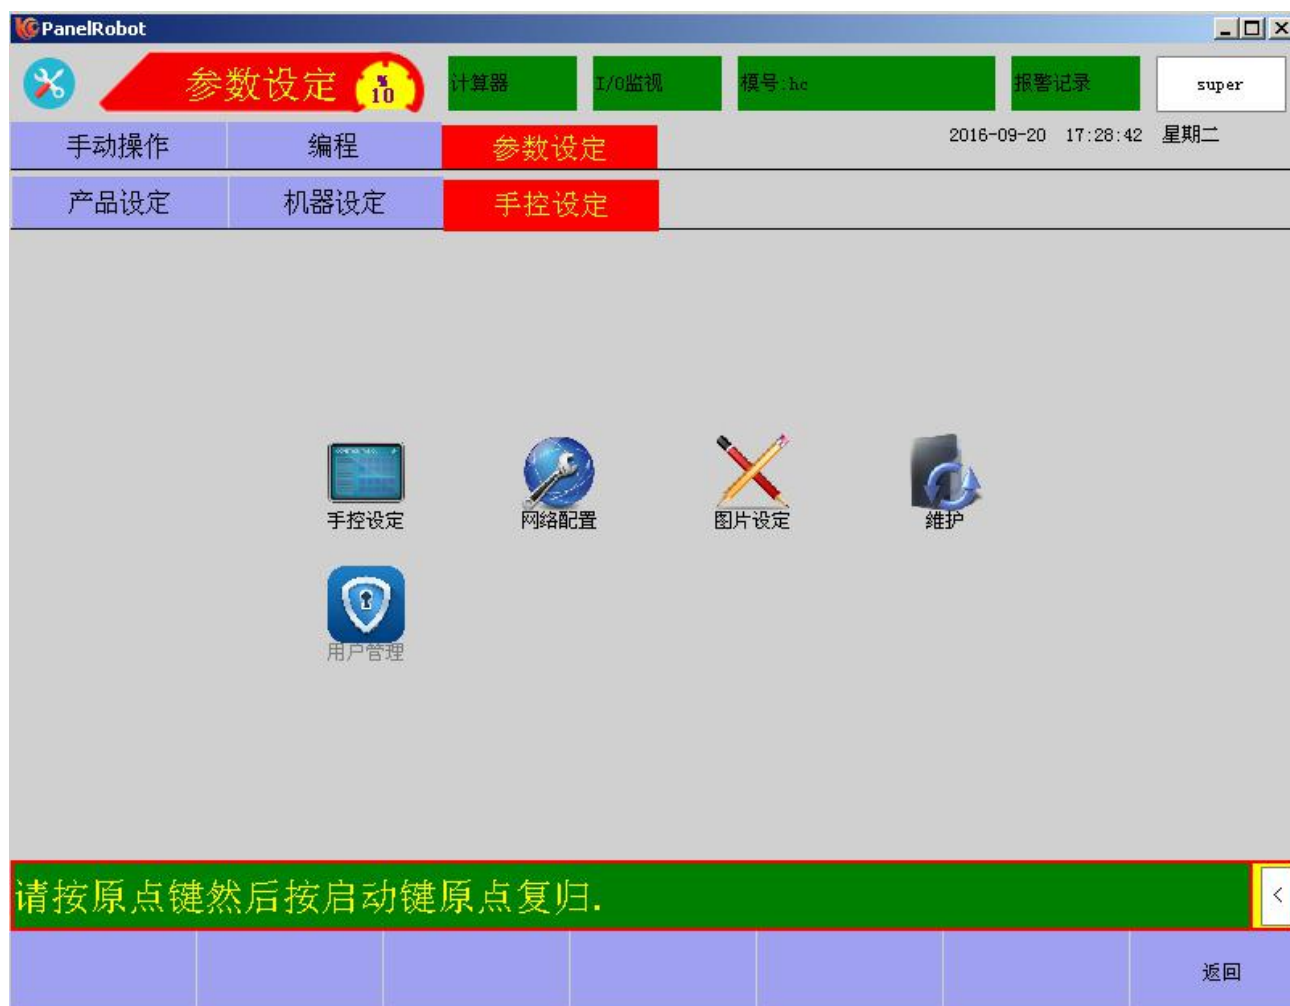 PanelRobot
参数设定 % 10 计算器 I/O监视 模号:hc 报警记录 super
手动操作 编程 参数设定 2016-09-20 17:28:42 星期二
产品设定 机器设定 手控设定
手控设定 网络配置 图片设定 维护
用户管理
请按原点键然后按启动键原点复归.
<
返回